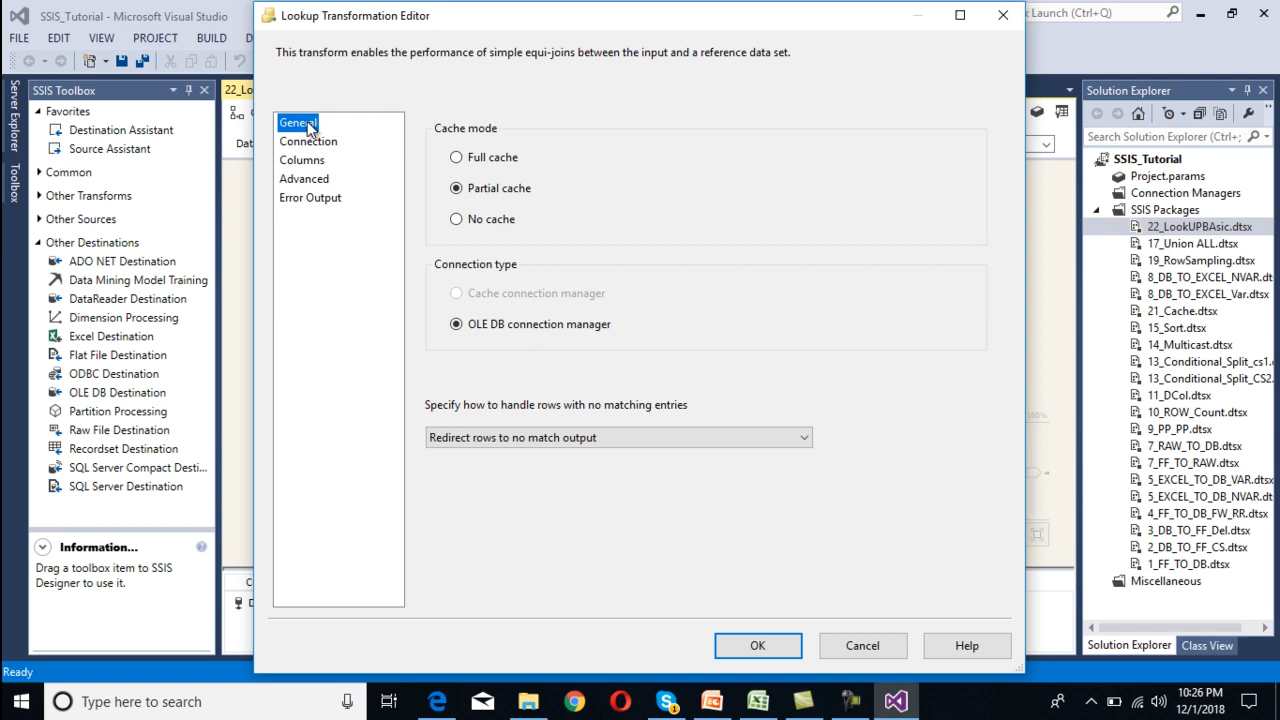 SSIS_Tutorial - Microsoft Visual Studio
Launch (Ctrl+Q)
FILE EDIT VIEW PROJECT BUILD
Lookup Transformation Editor
This transform enables the performance of simple equi-joins between the input and a reference data set.
General
Connection
Columns
Advanced
Error Output
Cache mode
Full cache
Partial cache
No cache
Connection type
Cache connection manager
OLE DB connection manager
Specify how to handle rows with no matching entries
Redirect rows to no match output
OK
Cancel
Help
Server Explorer
Toolbox
SSIS Toolbox
Favorites
Destination Assistant
Source Assistant
Common
Other Transforms
Other Sources
Other Destinations
ADO NET Destination
Data Mining Model Training
DataReader Destination
Dimension Processing
Excel Destination
Flat File Destination
ODBC Destination
OLE DB Destination
Partition Processing
Raw File Destination
Recordset Destination
SQL Server Compact Desti...
SQL Server Destination
Information...
Drag a toolbox item to SSIS
Designer to use it.
22_Lo
Dat
100%
Solution Explorer
Search Solution Explorer (Ctrl+;
SSIS_Tutorial
Project.params
Connection Managers
SSIS Packages
22_LookUPBAsic.dtsx
17_Union ALL.dtsx
19_RowSampling.dtsx
8_DB_TO_EXCEL_NVAR.dt
8_DB_TO_EXCEL_Var.dtsx
21_Cache.dtsx
15_Sort.dtsx
14_Multicast.dtsx
13_Conditional_Split_cs1.
13_Conditional_Split_CS2.
11_DCol.dtsx
10_ROW_Count.dtsx
9_PP_PP.dtsx
7_RAW_TO_DB.dtsx
7_FF_TO_RAW.dtsx
5_EXCEL_TO_DB_VAR.dtsx
5_EXCEL_TO_DB_NVAR.dt
4_FF_TO_DB_FW_RR.dtsx
3_DB_TO_FF_Del.dtsx
2_DB_TO_FF_CS.dtsx
1_FF_TO_DB.dtsx
Miscellaneous
Solution Explorer Class View
Ready
Type here to search
10:26 PM
12/1/2018